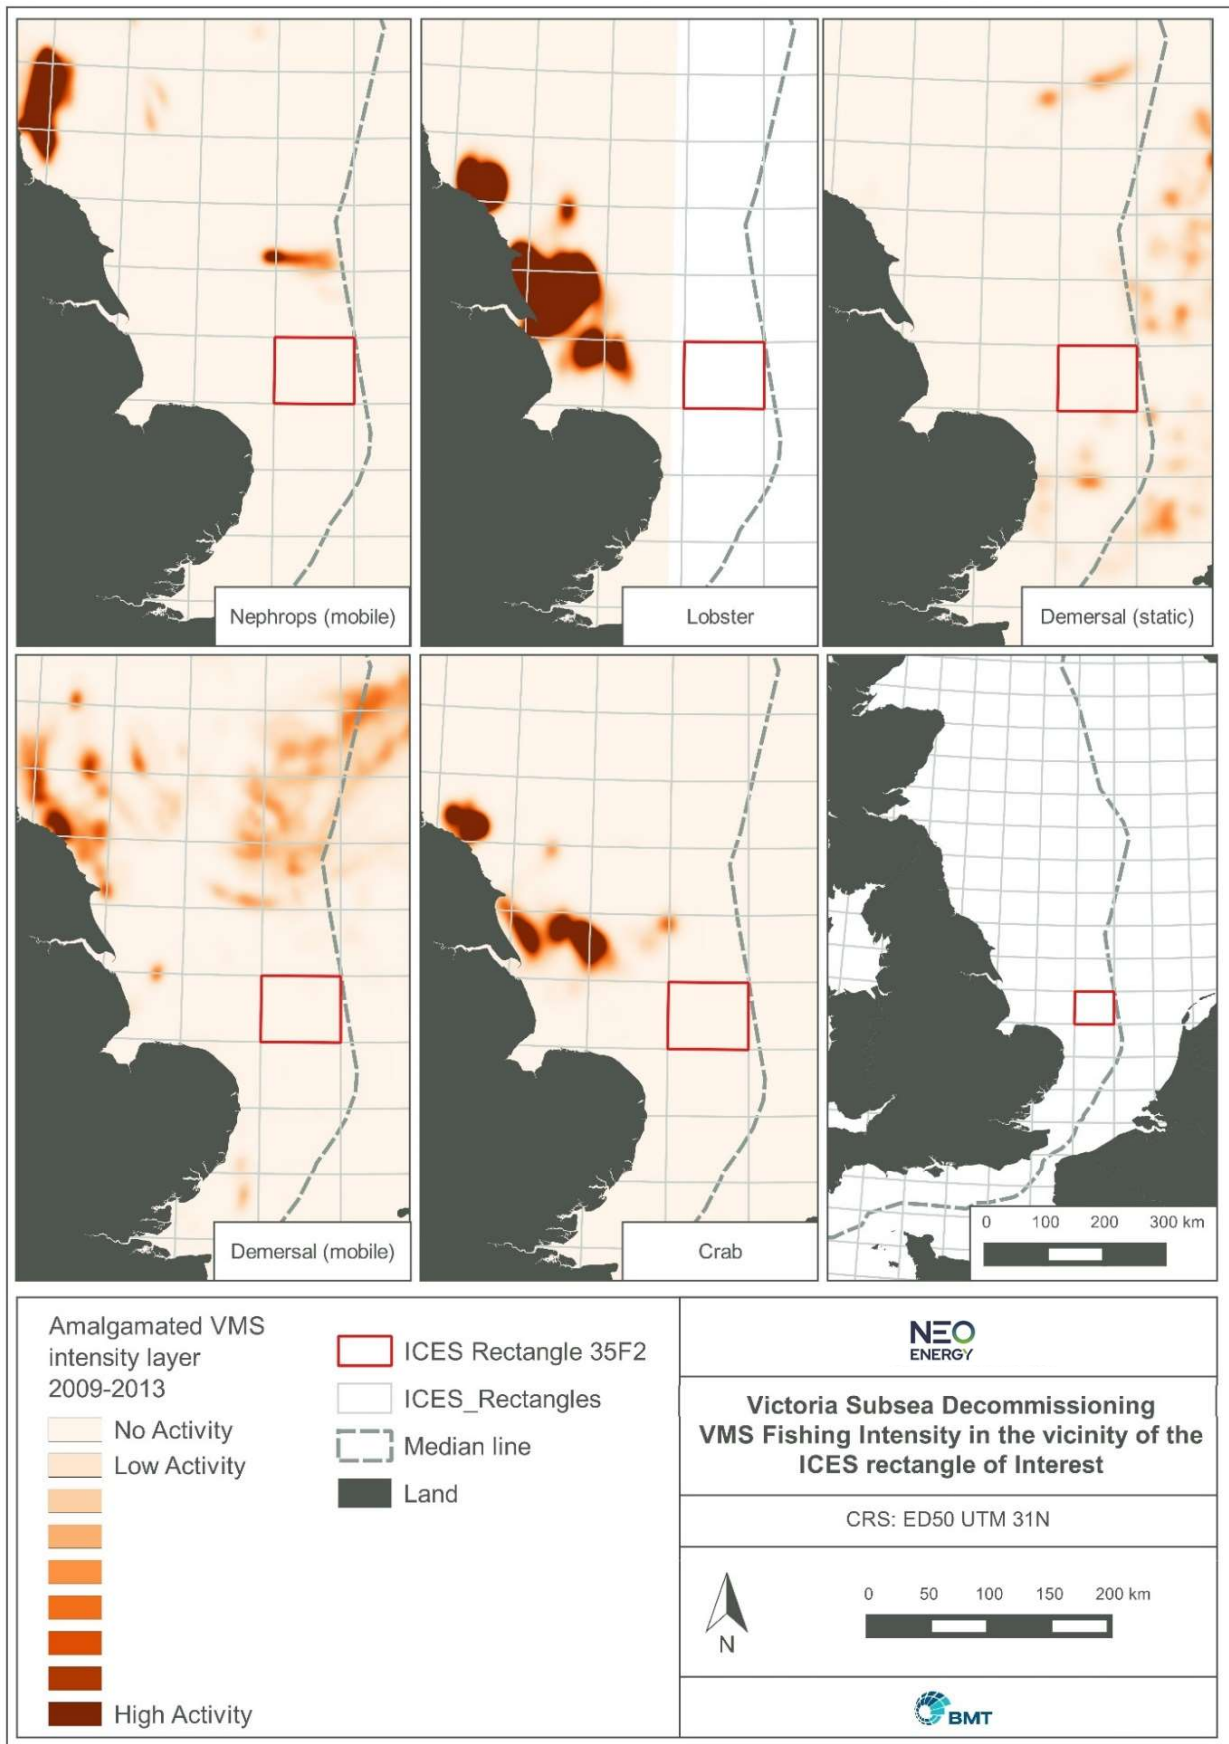 Nephrops (mobile)
Lobster
Demersal (static)
Demersal (mobile)
Crab
0 100 200 300 km
Amalgamated VMS
intensity layer
2009-2013
No Activity
Low Activity
High Activity
ICES Rectangle 35F2
ICES_Rectangles
Median line
Land
NEO
ENERGY
Victoria Subsea Decommissioning
VMS Fishing Intensity in the vicinity of the
ICES rectangle of Interest
CRS: ED50 UTM 31N
N
0 50 100 150 200 km
BMT